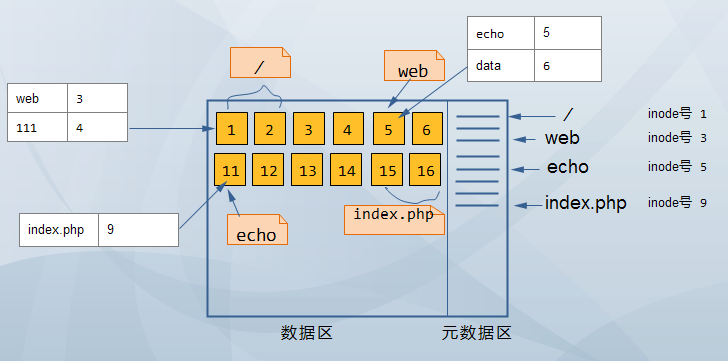 echo 5
data 6
/
web
web 3
111 4
1 2 3 4 5 6
11 12 13 14 15 16
/ inode号 1
web inode号 3
echo inode号 5
index.php inode号 9
index.php
index.php 9
echo
数据区
元数据区